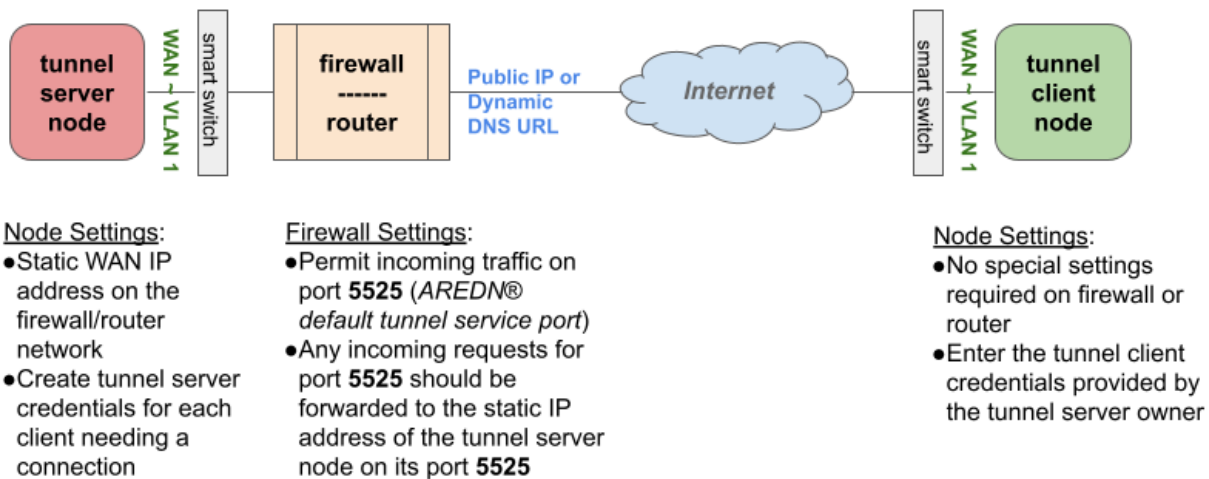 tunnel
server
node
WAN ~ VLAN 1
smart switch
firewall
------
router
Public IP or
Dynamic
DNS URL
Internet
smart switch
WAN ~ VLAN 1
tunnel
client
node
Node Settings:
●Static WAN IP
address on the
firewall/router
network
●Create tunnel server
credentials for each
client needing a
connection
Firewall Settings:
●Permit incoming traffic on
port 5525 (AREDN®
default tunnel service port)
●Any incoming requests for
port 5525 should be
forwarded to the static IP
address of the tunnel server
node on its port 5525
Node Settings:
●No special settings
required on firewall or
router
●Enter the tunnel client
credentials provided by
the tunnel server owner